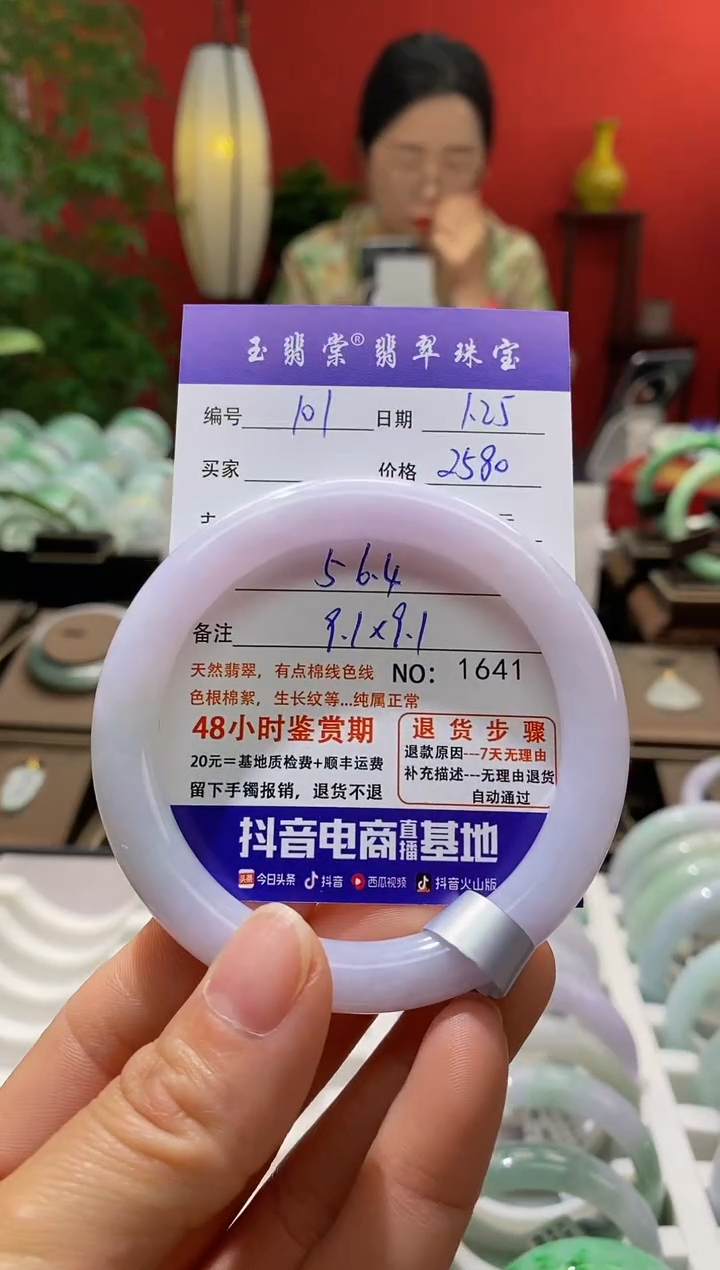 玉翡棠®翡翠珠宝
编号 101 日期 1.25
买家 价格 2580
56.4
备注 9.1×9.1
天然翡翠，有点棉线色线 NO: 1641
色根棉絮，生长纹等...纯属正常
48小时鉴赏期
20元=基地质检费+顺丰运费
留下手镯报销，退货不退
退货步骤
退款原因---7天无理由
补充描述---无理由退货
自动通过
抖音电商直播基地
头条 今日头条 抖音 西瓜视频 抖音火山版